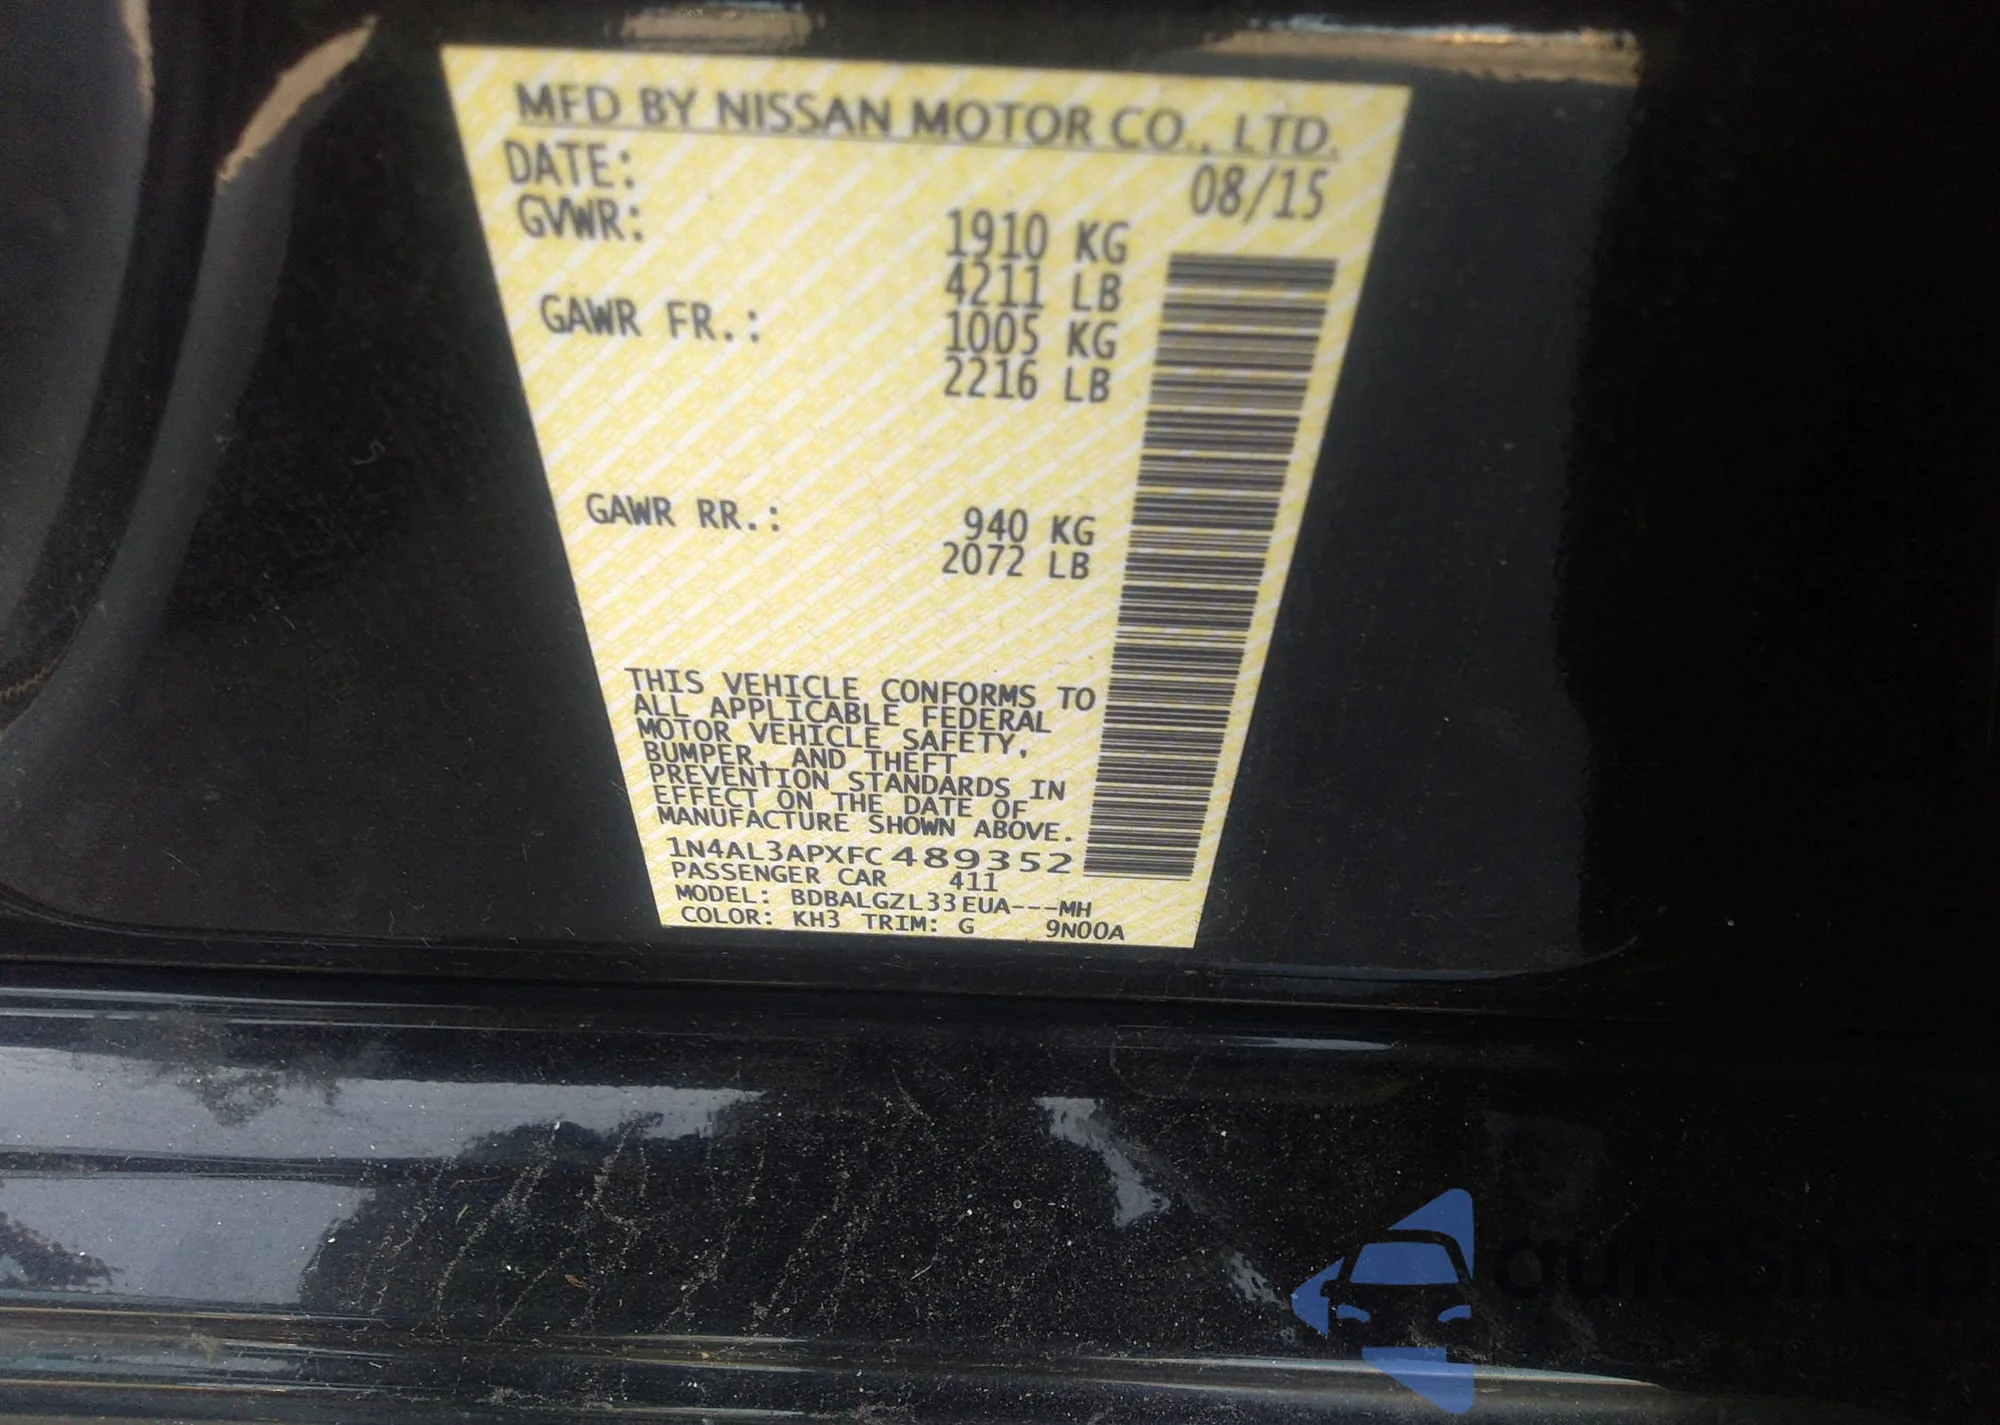 MFD BY NISSAN MOTOR CO., LTD.
DATE: 08/15
GVWR: 1910 KG
4211 LB
GAWR FR.: 1005 KG
2216 LB
GAWR RR.: 940 KG
2072 LB
THIS VEHICLE CONFORMS TO
ALL APPLICABLE FEDERAL
MOTOR VEHICLE SAFETY,
BUMPER, AND THEFT
PREVENTION STANDARDS IN
EFFECT ON THE DATE OF
MANUFACTURE SHOWN ABOVE.
1N4AL3APXFC489352
PASSENGER CAR 411
MODEL: BDBALGZL33EUA---MH
COLOR: KH3 TRIM: G 9N00A